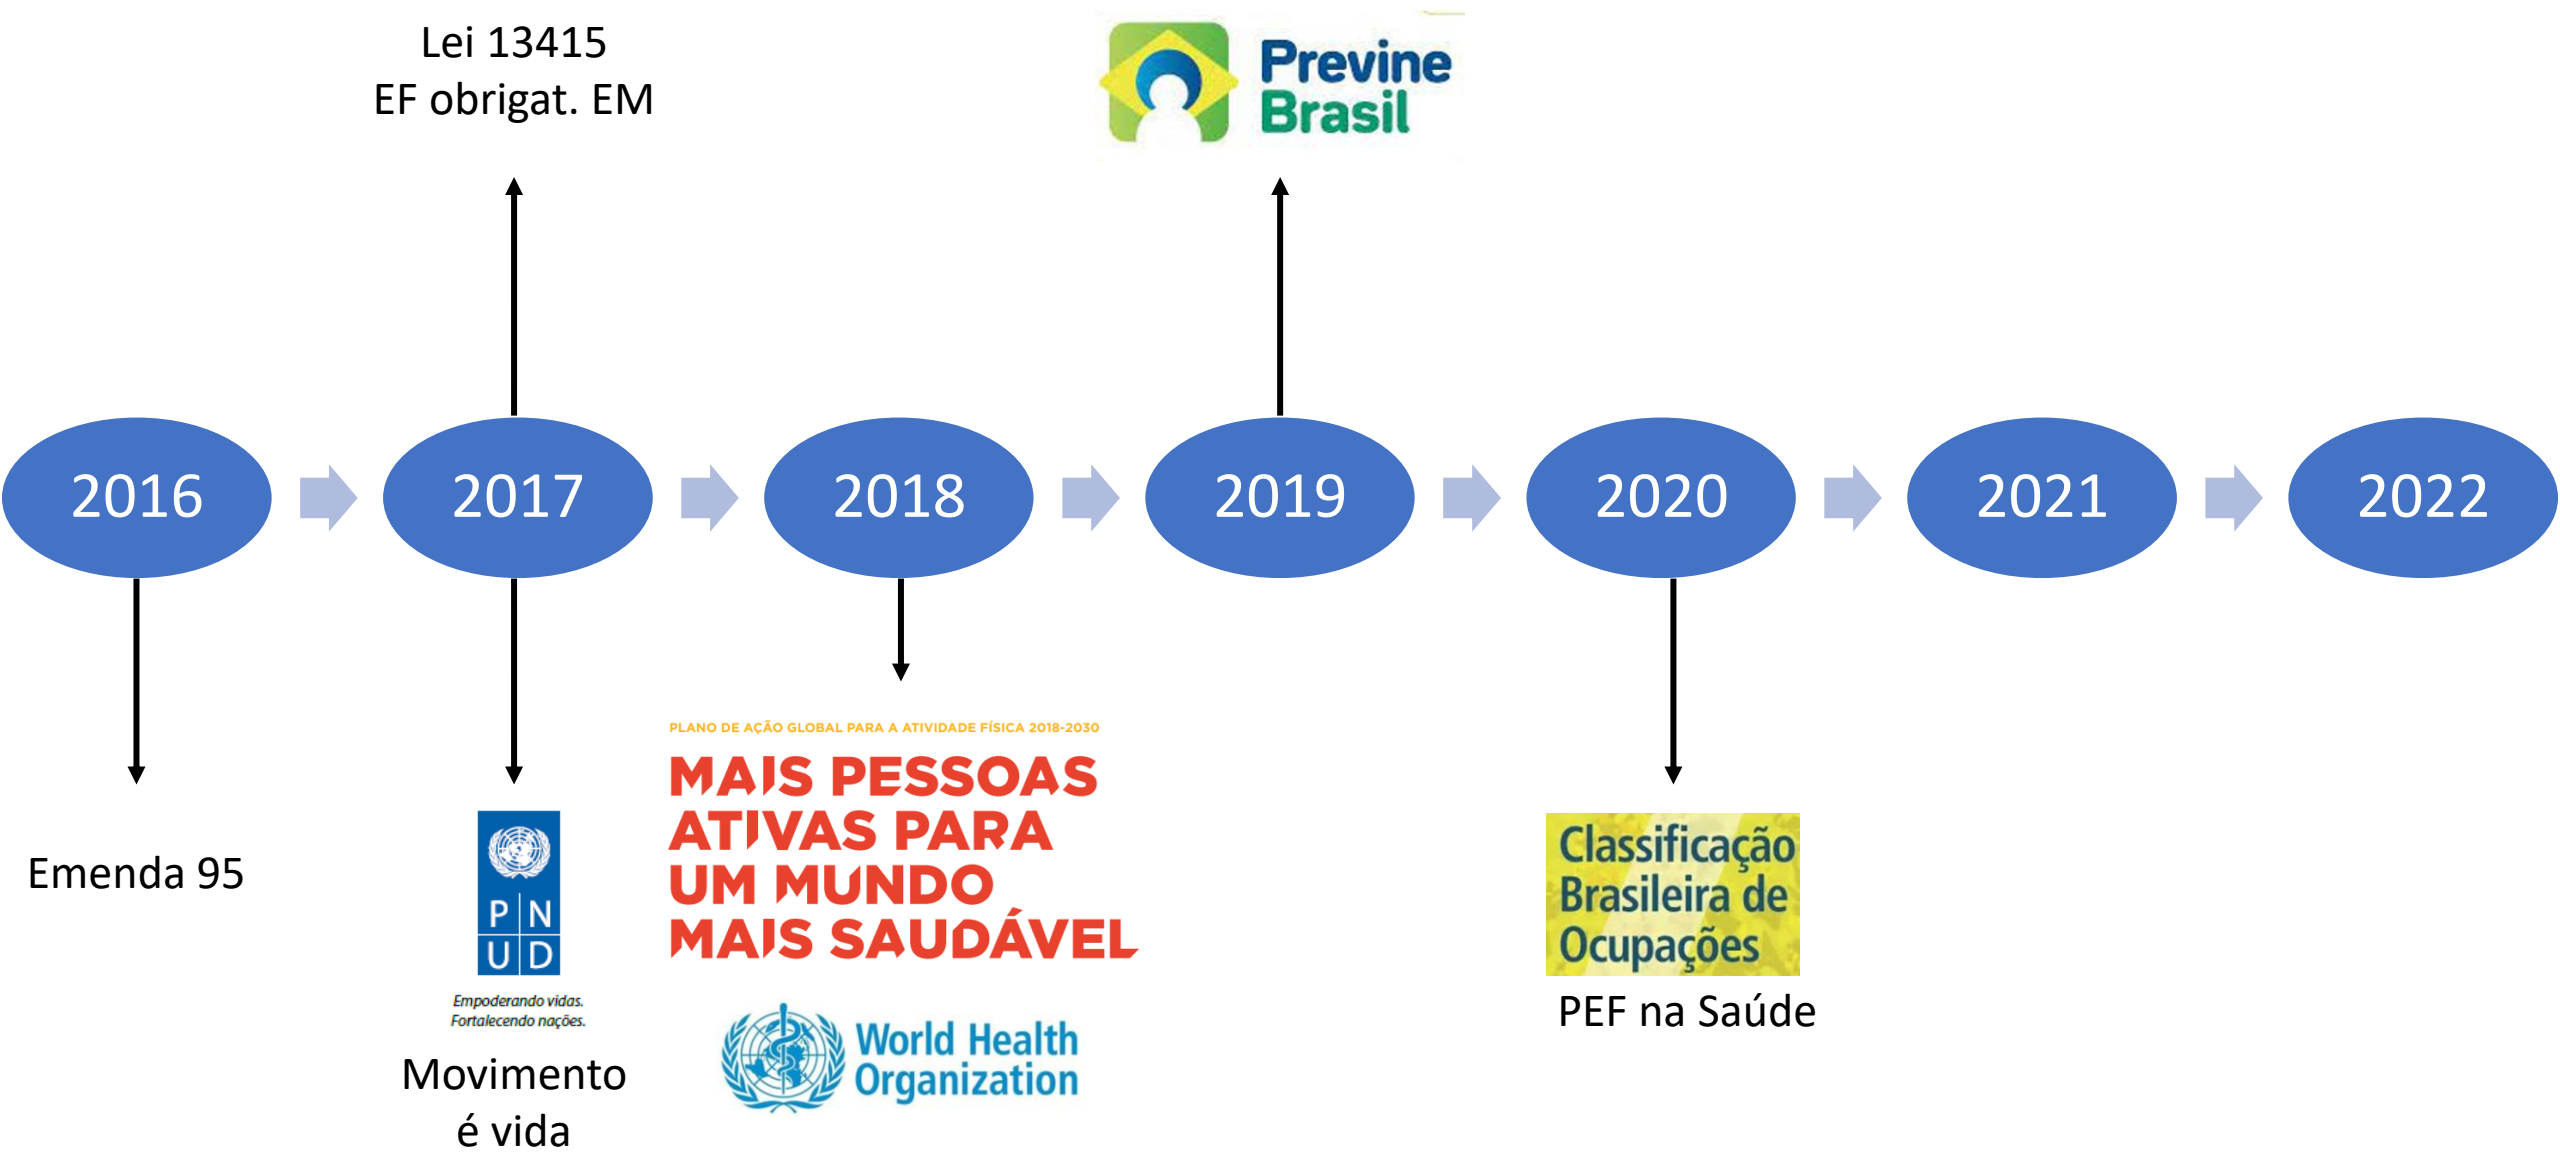 Lei 13415
EF obrigat. EM
Previne
Brasil
2016
2017
2018
2019
2020
2021
2022
Emenda 95
P N
U D
Empoderando vidas.
Fortalecendo nações.
Movimento
é vida
PLANO DE AÇÃO GLOBAL PARA A ATIVIDADE FÍSICA 2018-2030
MAIS PESSOAS
ATIVAS PARA
UM MUNDO
MAIS SAUDÁVEL
World Health
Organization
Classificação
Brasileira de
Ocupações
PEF na Saúde